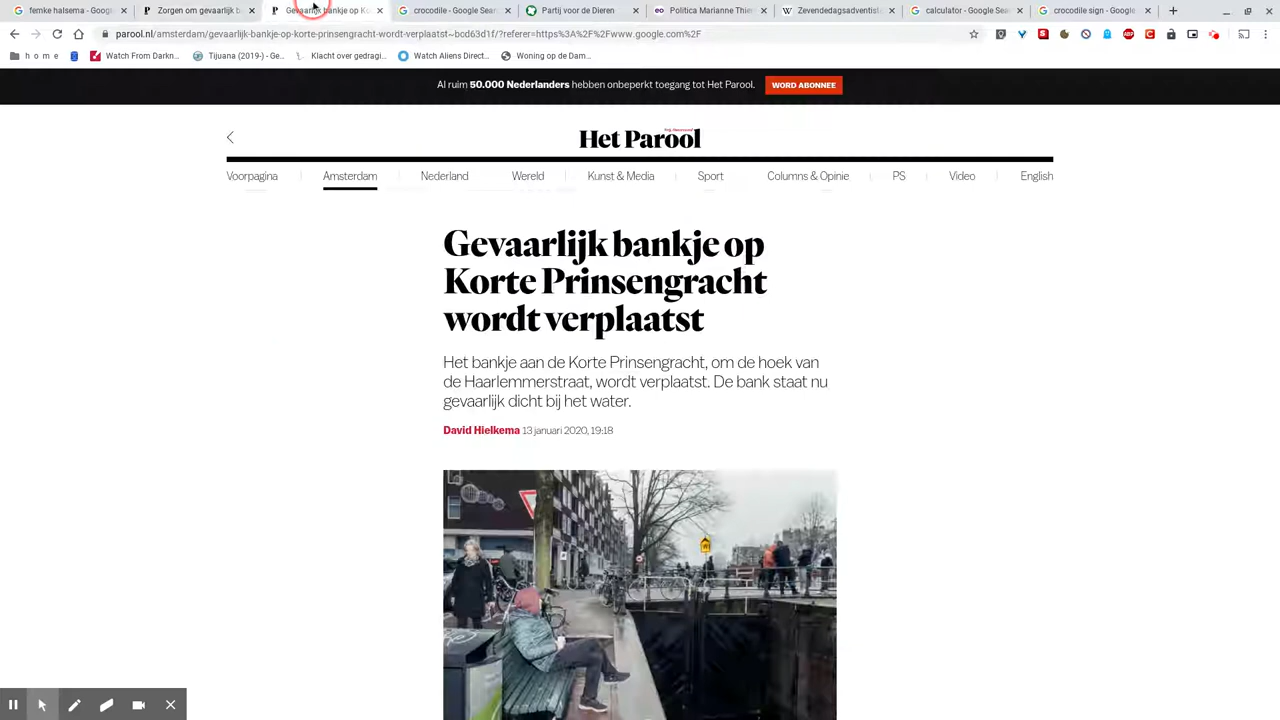 femke halsema - Goog
Zorgen om gevaarlijk b
Gevaarlijk bankje op K
crocodile - Google Sear
Partij voor de Dieren
Politica Marianne Thie
Zevendedagsadventist
calculator - Google Sea
crocodile sign - Google
parool.nl/amsterdam/gevaarlijk-bankje-op-korte-prinsengracht-wordt-verplaatst~bcd63d1f/?referer=https%3A%2F%2Fwww.google.com%2F
h o m e
Watch From Darkn...
Tijuana (2019-) - Ge...
Klacht over gedragi...
Watch Aliens Direct...
Woning op de Dam...
Al ruim 50.000 Nederlanders hebben onbeperkt toegang tot Het Parool.
WORD ABONNEE
Het Parool
Voorpagina
Amsterdam
Nederland
Wereld
Kunst & Media
Sport
Columns & Opinie
PS
Video
English
Gevaarlijk bankje op
Korte Prinsengracht
wordt verplaatst
Het bankje aan de Korte Prinsengracht, om de hoek van
de Haarlemmerstraat, wordt verplaatst. De bank staat nu
gevaarlijk dicht bij het water.
David Hielkema 13 januari 2020, 19:18